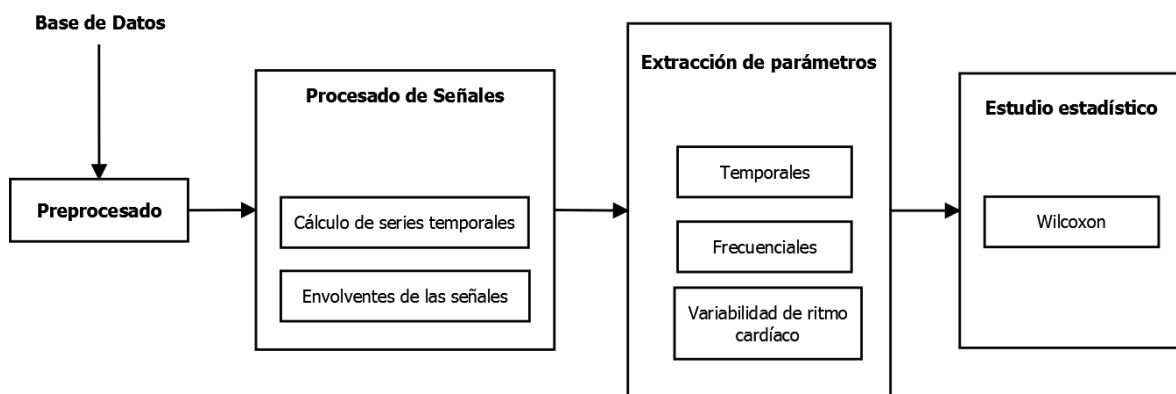 Base de Datos
Preprocesado
Procesado de Señales
Cálculo de series temporales
Envolventes de las señales
Extracción de parámetros
Temporales
Frecuenciales
Variabilidad de ritmo
cardíaco
Estudio estadístico
Wilcoxon